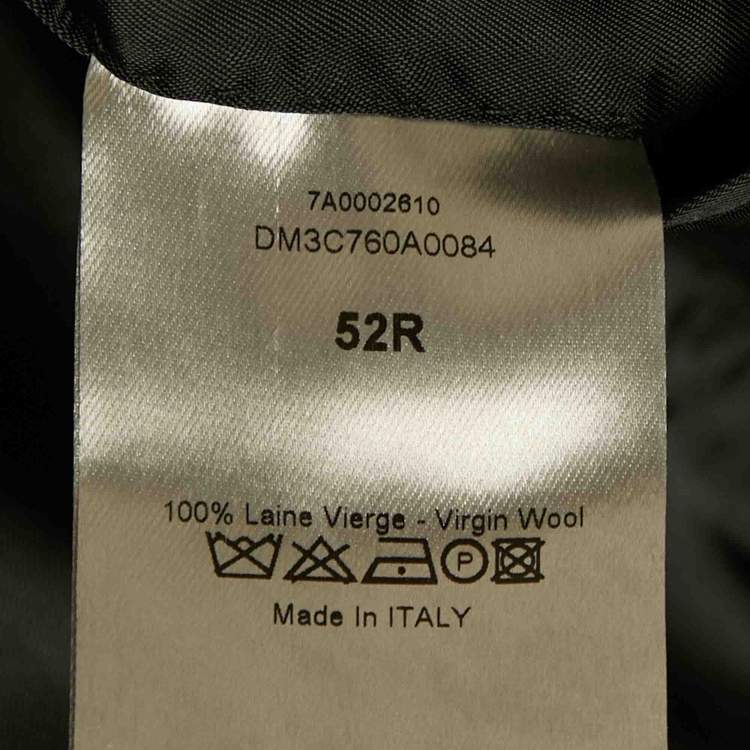 7A0002610
DM3C760A0084
52R
100% Laine Vierge - Virgin Wool
P
Made In ITALY